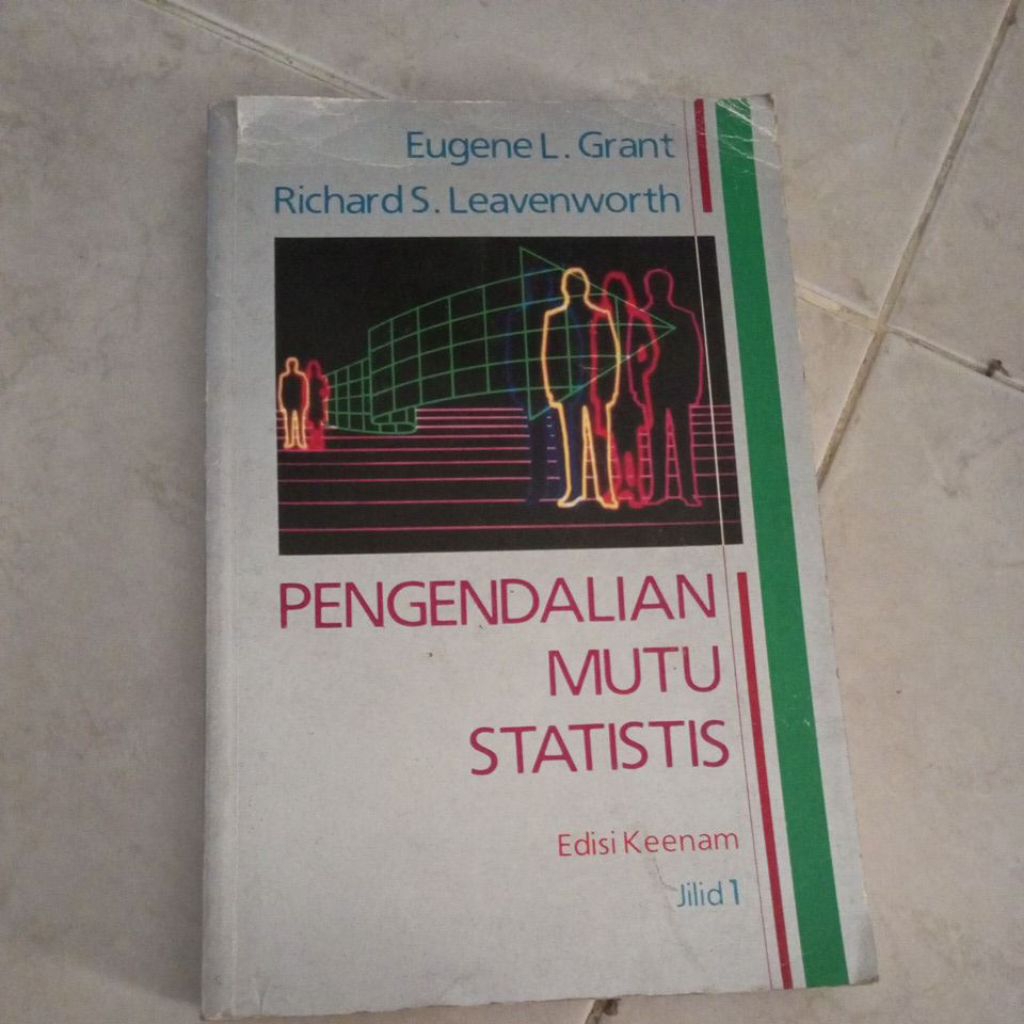 Eugene L. Grant
Richard S. Leavenworth
PENGENDALIAN
MUTU
STATISTIS
Edisi Keenam
Jilid 1